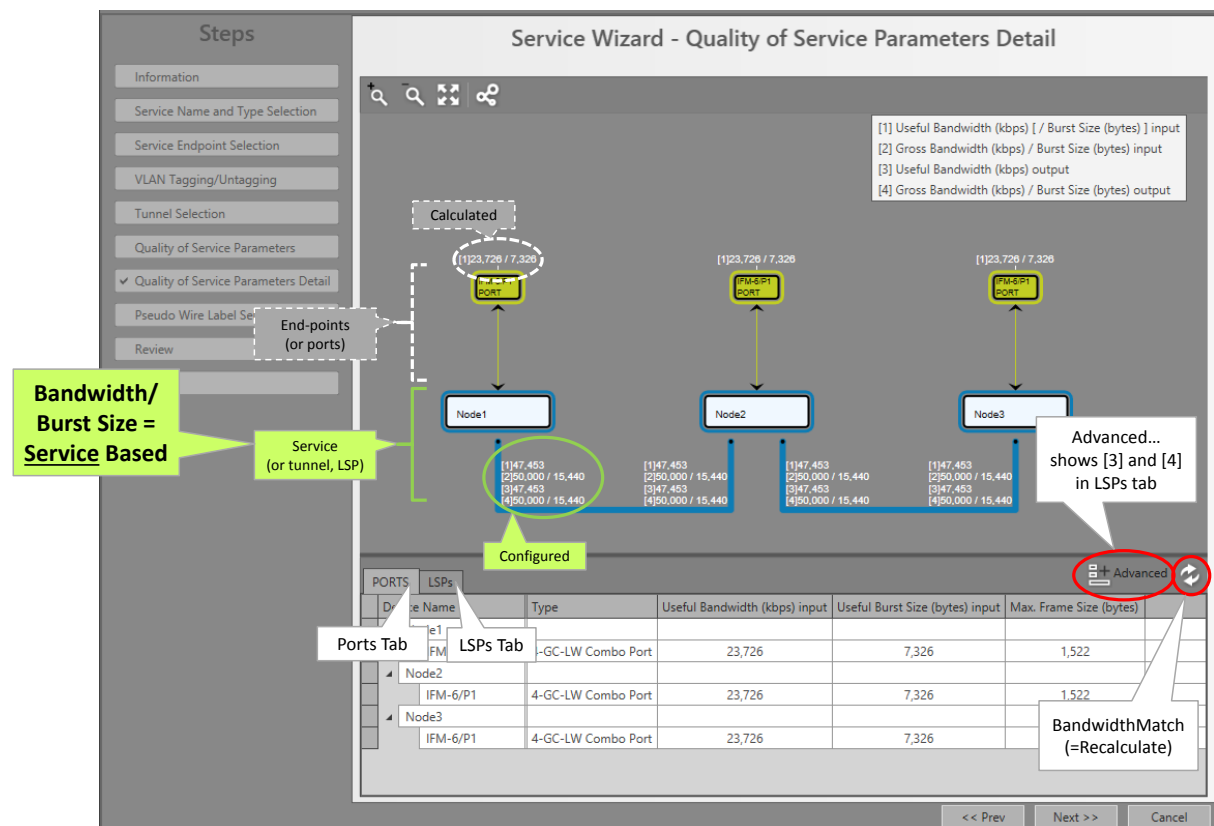 Steps
Information
Service Name and Type Selection
Service Endpoint Selection
VLAN Tagging/Untagging
Tunnel Selection
Quality of Service Parameters
Quality of Service Parameters Detail
Pseudo Wire Label Se
Review
Service Wizard - Quality of Service Parameters Detail
[1] Useful Bandwidth (kbps) [ / Burst Size (bytes) ] input
[2] Gross Bandwidth (kbps) / Burst Size (bytes) input
[3] Useful Bandwidth (kbps) output
[4] Gross Bandwidth (kbps) / Burst Size (bytes) output
Calculated
[1]23,726 / 7,326
[1]23,726 / 7,326
[1]23,726 / 7,326
PORT
IFM-6/P1
PORT
IFM-6/P1
PORT
End-points
(or ports)
Bandwidth/
Burst Size =
Service Based
Service
(or tunnel, LSP)
Node1
Node2
Node3
[1]47,453
[2]50,000 / 15,440
[3]47,453
[4]50,000 / 15,440
[1]47,453
[2]50,000 / 15,440
[3]47,453
[4]50,000 / 15,440
[1]47,453
[2]50,000 / 15,440
[3]47,453
[4]50,000 / 15,440
[1]47,453
[2]50,000 / 15,440
[3]47,453
[4]50,000 / 15,440
Configured
Advanced...
shows [3] and [4]
in LSPs tab
Advanced
PORTS LSPs
Name Type Useful Bandwidth (kbps) input Useful Burst Size (bytes) input Max. Frame Size (bytes)
4-GC-LW Combo Port 23,726 7,326 1,522
Node2
IFM-6/P1 4-GC-LW Combo Port 23,726 7,326 1,522
Node3
IFM-6/P1 4-GC-LW Combo Port 23,726 7,326
Ports Tab
LSPs Tab
BandwidthMatch
(=Recalculate)
<< Prev Next >> Cancel